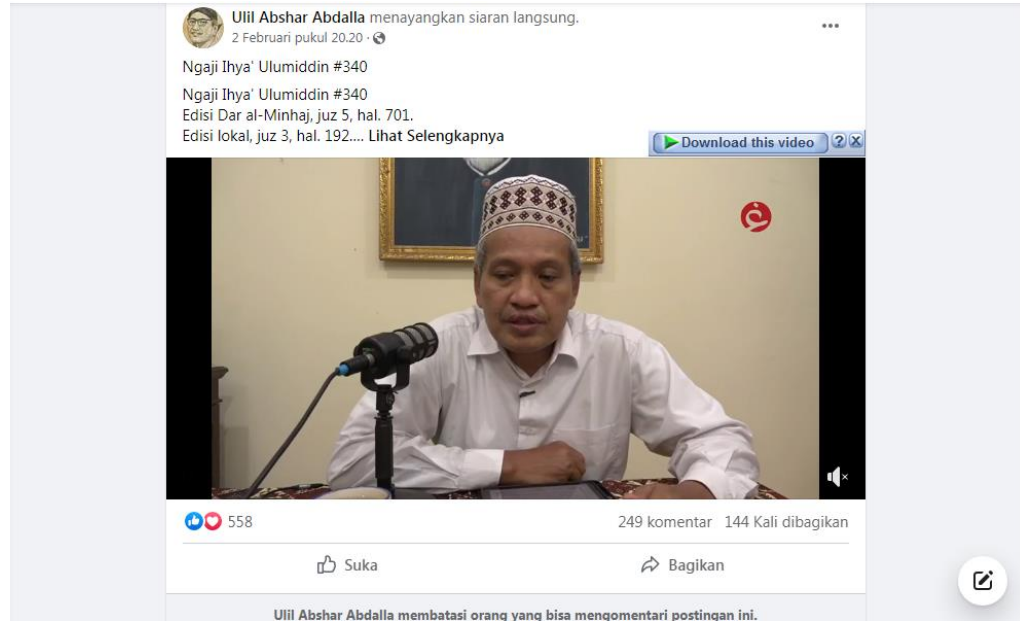 Ulil Abshar Abdalla menayangkan siaran langsung.
2 Februari pukul 20.20 ·
Ngaji Ihya' Ulumiddin #340
Ngaji Ihya' Ulumiddin #340
Edisi Dar al-Minhaj, juz 5, hal. 701.
Edisi lokal, juz 3, hal. 192.... Lihat Selengkapnya
Download this video ? X
558
249 komentar 144 Kali dibagikan
Suka
Bagikan
Ulil Abshar Abdalla membatasi orang yang bisa mengomentari postingan ini.